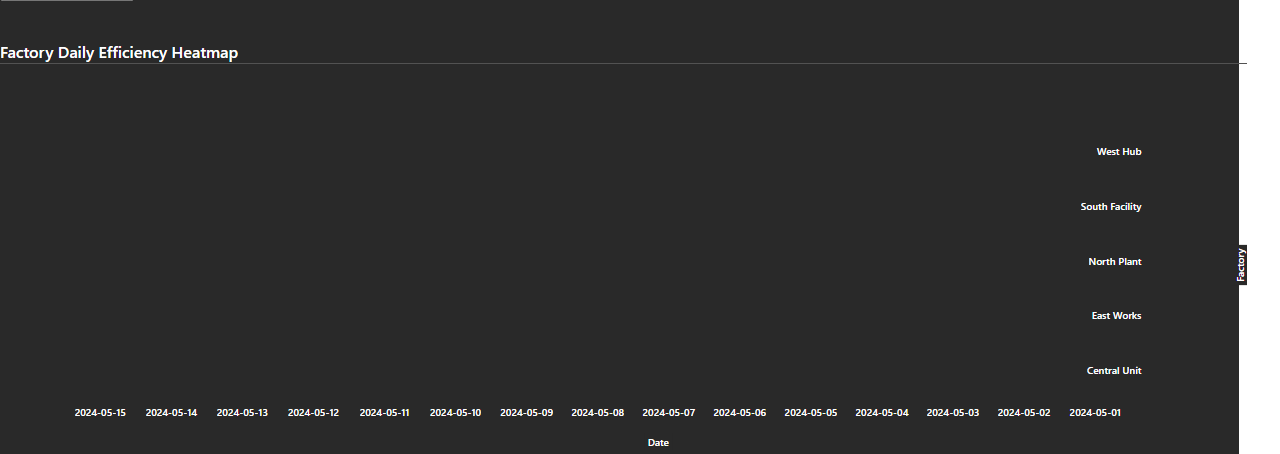 Factory Daily Efficiency Heatmap
West Hub
South Facility
North Plant
East Works
Central Unit
Factory
2024-05-15 2024-05-14 2024-05-13 2024-05-12 2024-05-11 2024-05-10 2024-05-09 2024-05-08 2024-05-07 2024-05-06 2024-05-05 2024-05-04 2024-05-03 2024-05-02 2024-05-01
Date